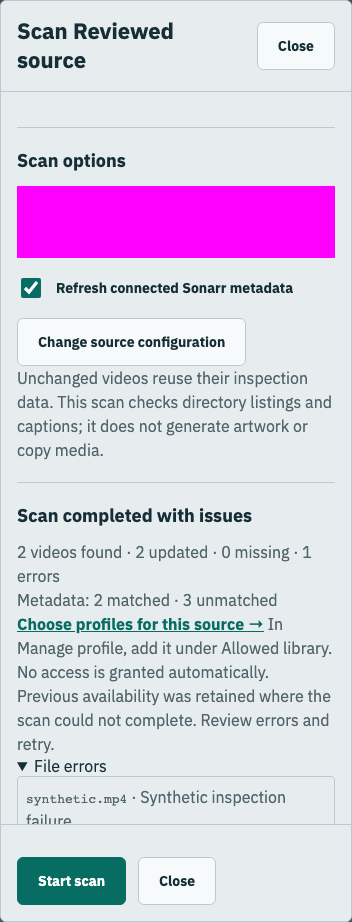 Scan Reviewed
source
Close
Scan options
Refresh connected Sonarr metadata
Change source configuration
Unchanged videos reuse their inspection
data. This scan checks directory listings and
captions; it does not generate artwork or
copy media.
Scan completed with issues
2 videos found · 2 updated · 0 missing · 1
errors
Metadata: 2 matched · 3 unmatched
Choose profiles for this source → In
Manage profile, add it under Allowed library.
No access is granted automatically.
Previous availability was retained where the
scan could not complete. Review errors and
retry.
▼ File errors
synthetic.mp4 · Synthetic inspection
failure
Start scan
Close